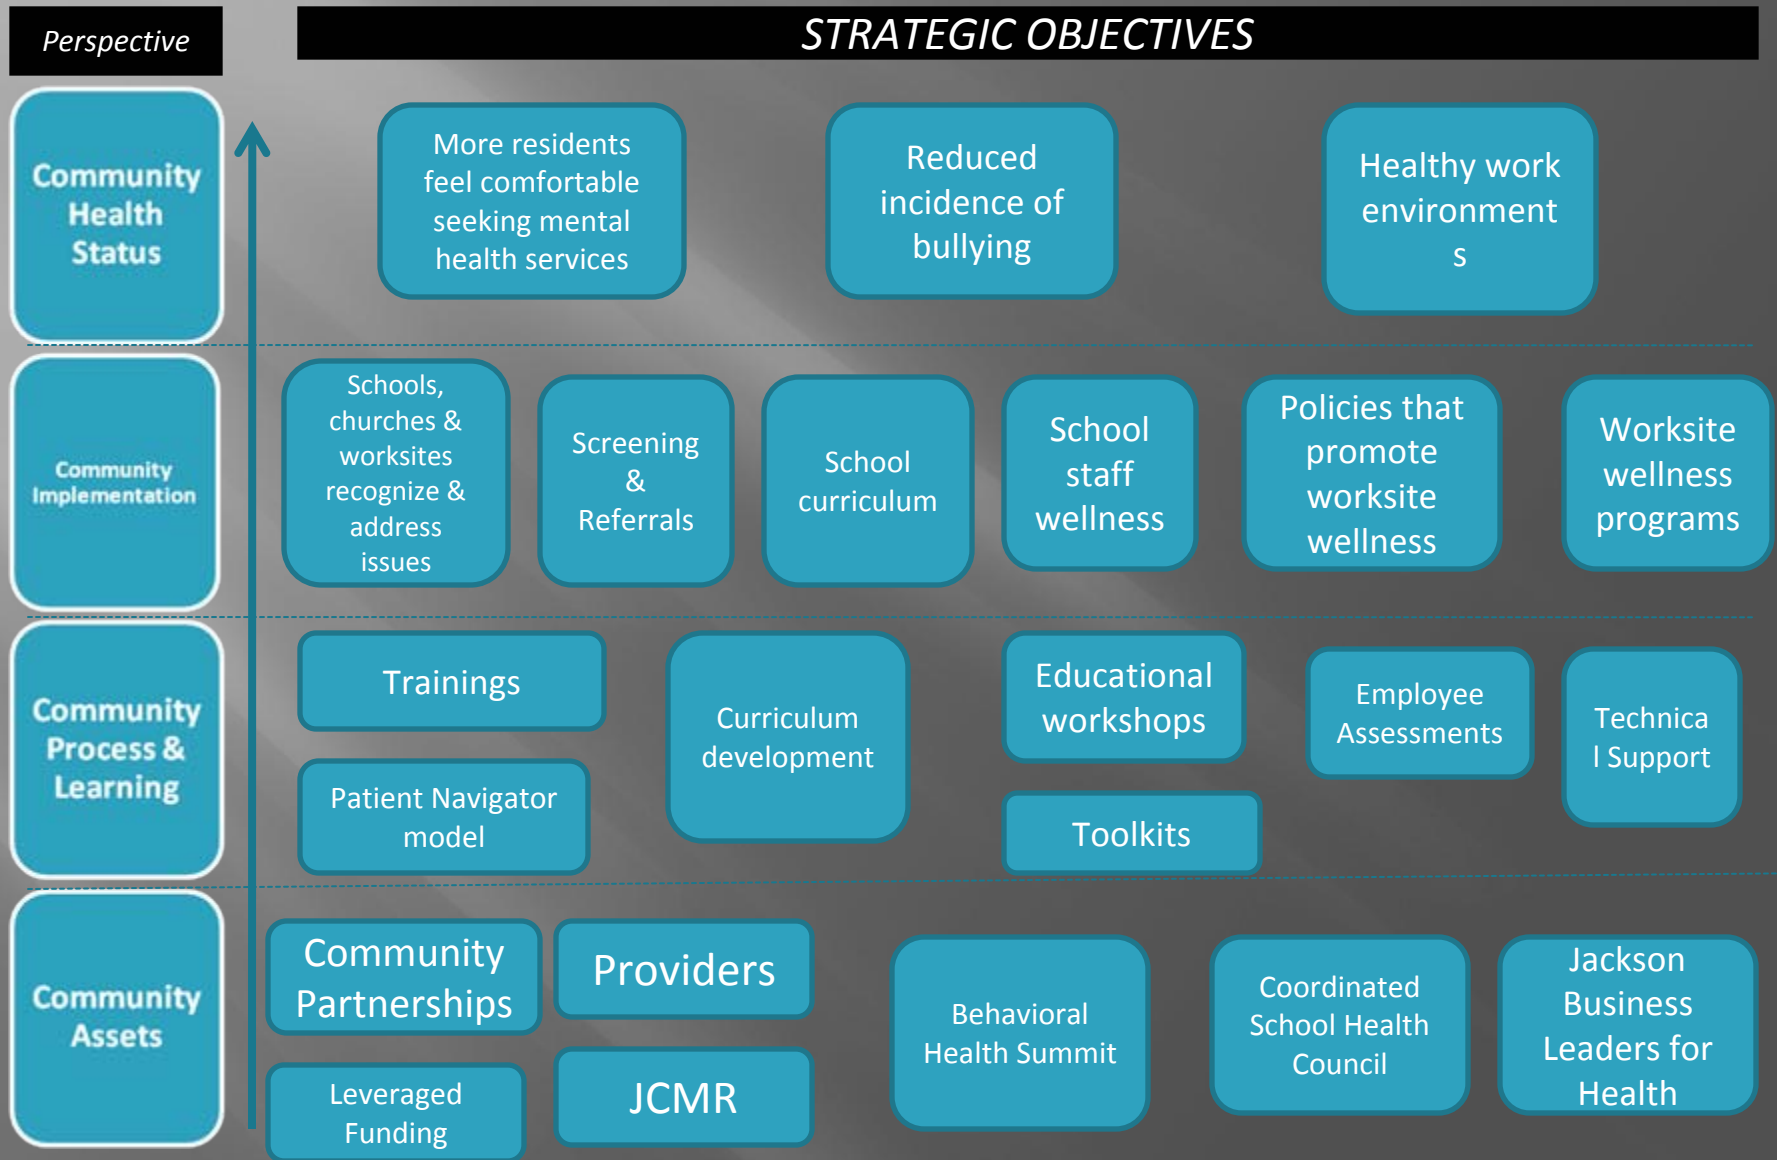 Perspective
STRATEGIC OBJECTIVES
Community
Health
Status
More residents
feel comfortable
seeking mental
health services
Reduced
incidence of
bullying
Healthy work
environment
s
Community
Implementation
Schools,
churches &
worksites
recognize &
address
issues
Screening
&
Referrals
School
curriculum
School
staff
wellness
Policies that
promote
worksite
wellness
Worksite
wellness
programs
Community
Process &
Learning
Trainings
Patient Navigator
model
Curriculum
development
Educational
workshops
Toolkits
Employee
Assessments
Technica
l Support
Community
Assets
Community
Partnerships
Providers
Leveraged
Funding
JCMR
Behavioral
Health Summit
Coordinated
School Health
Council
Jackson
Business
Leaders for
Health